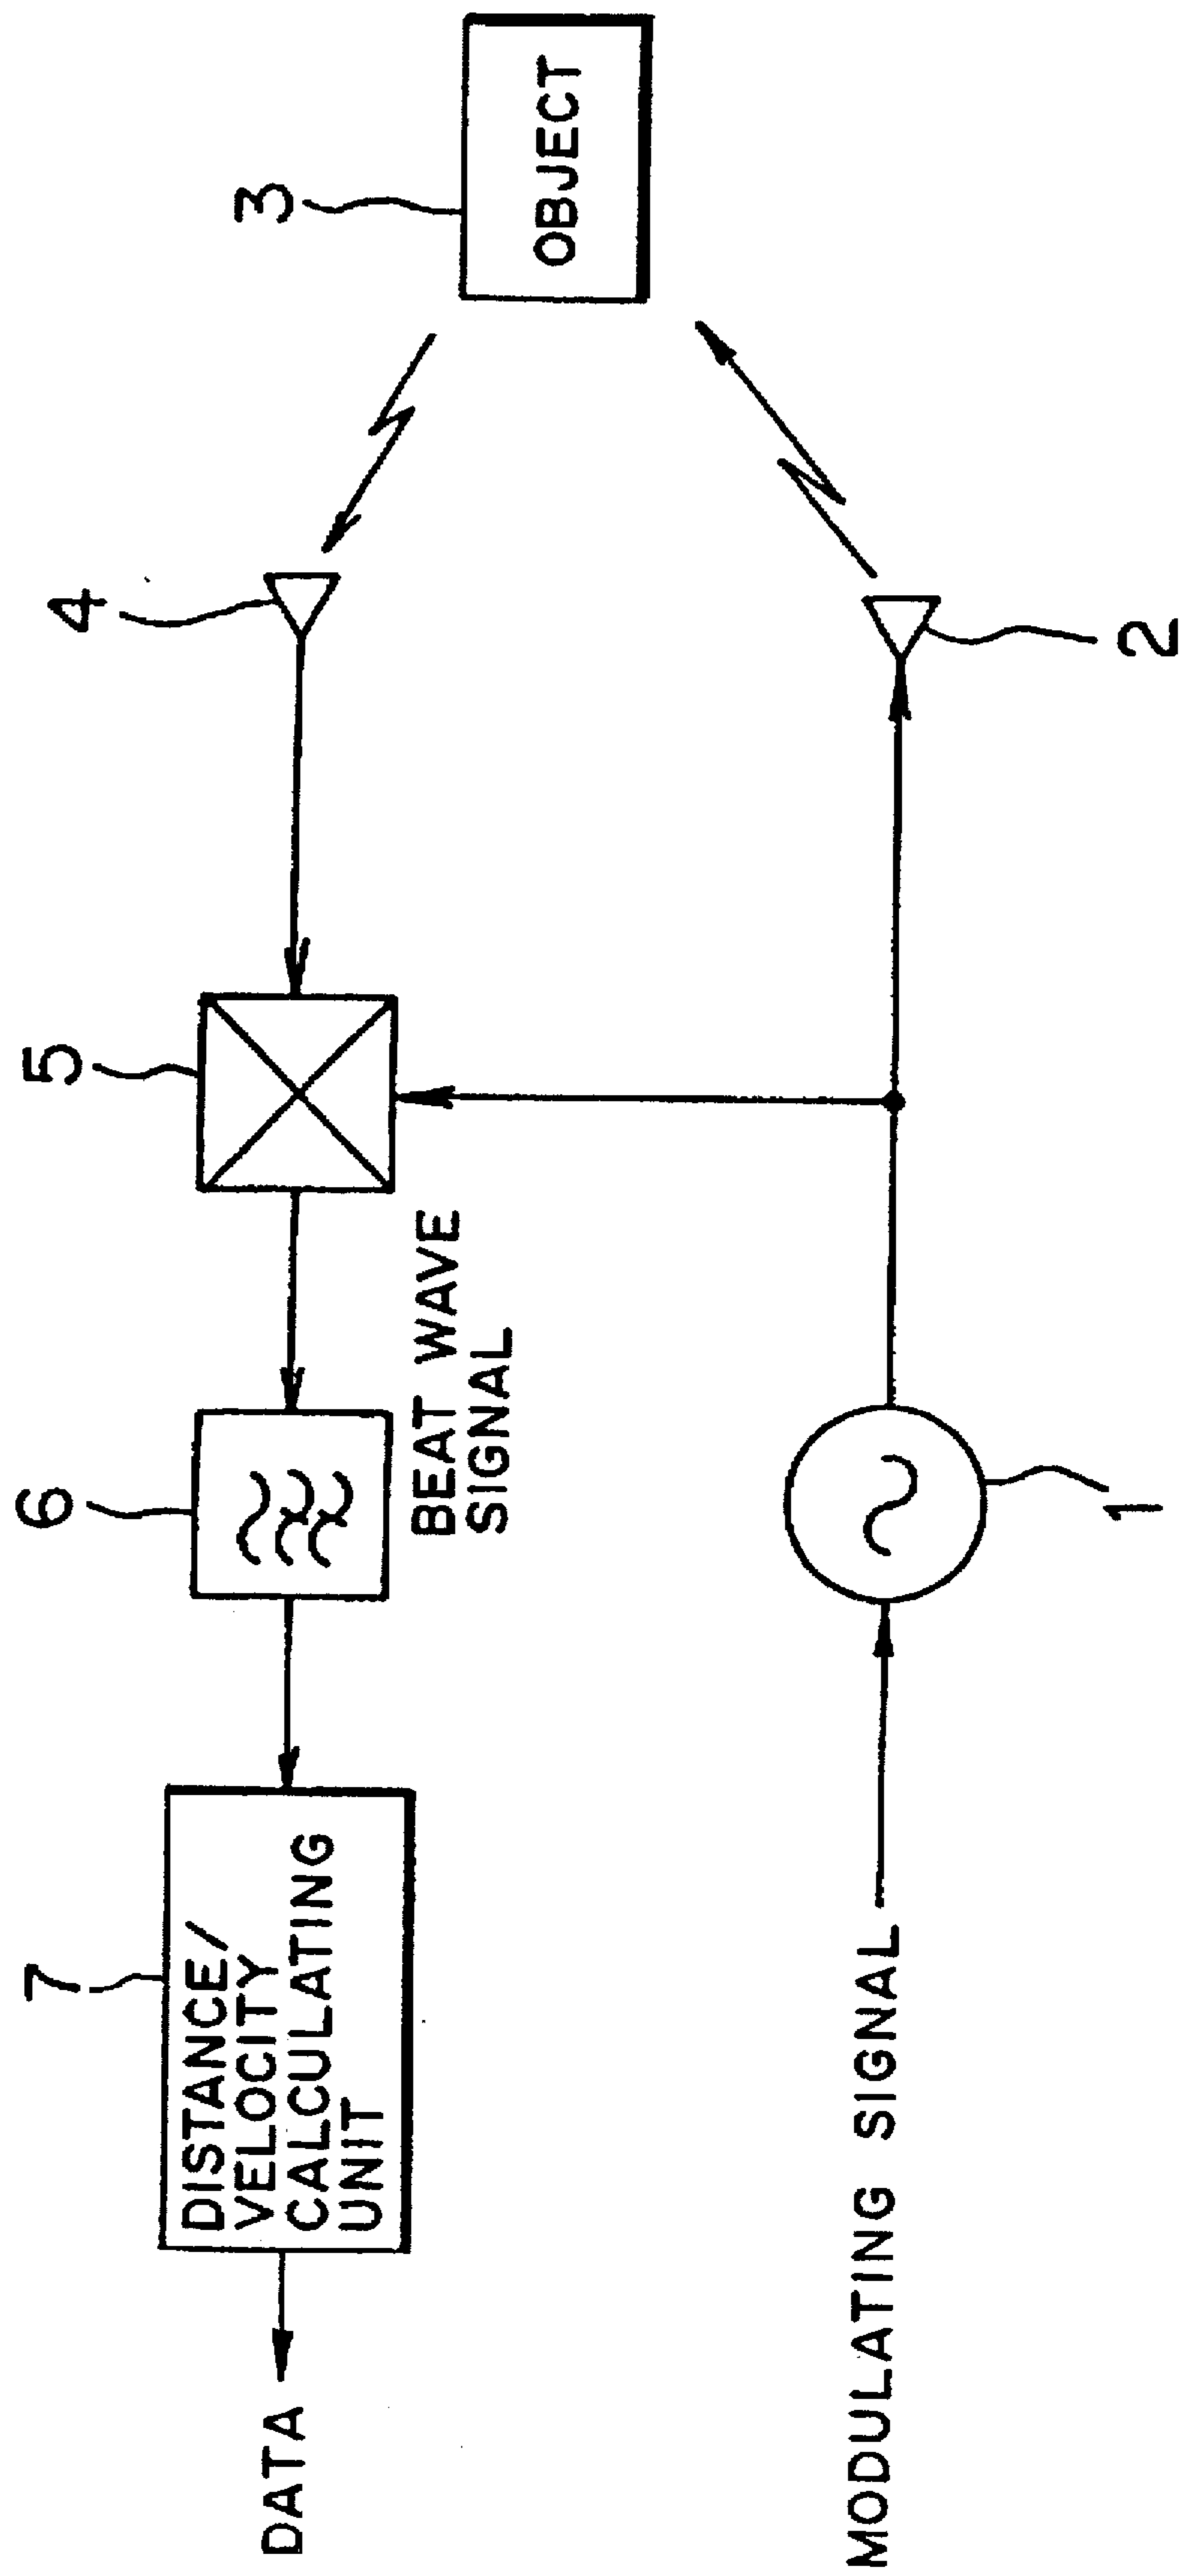 3
OBJECT
4
2
5
BEAT WAVE
SIGNAL
6
1
7
DISTANCE/
VELOCITY
CALCULATING
UNIT
DATA
MODULATING SIGNAL